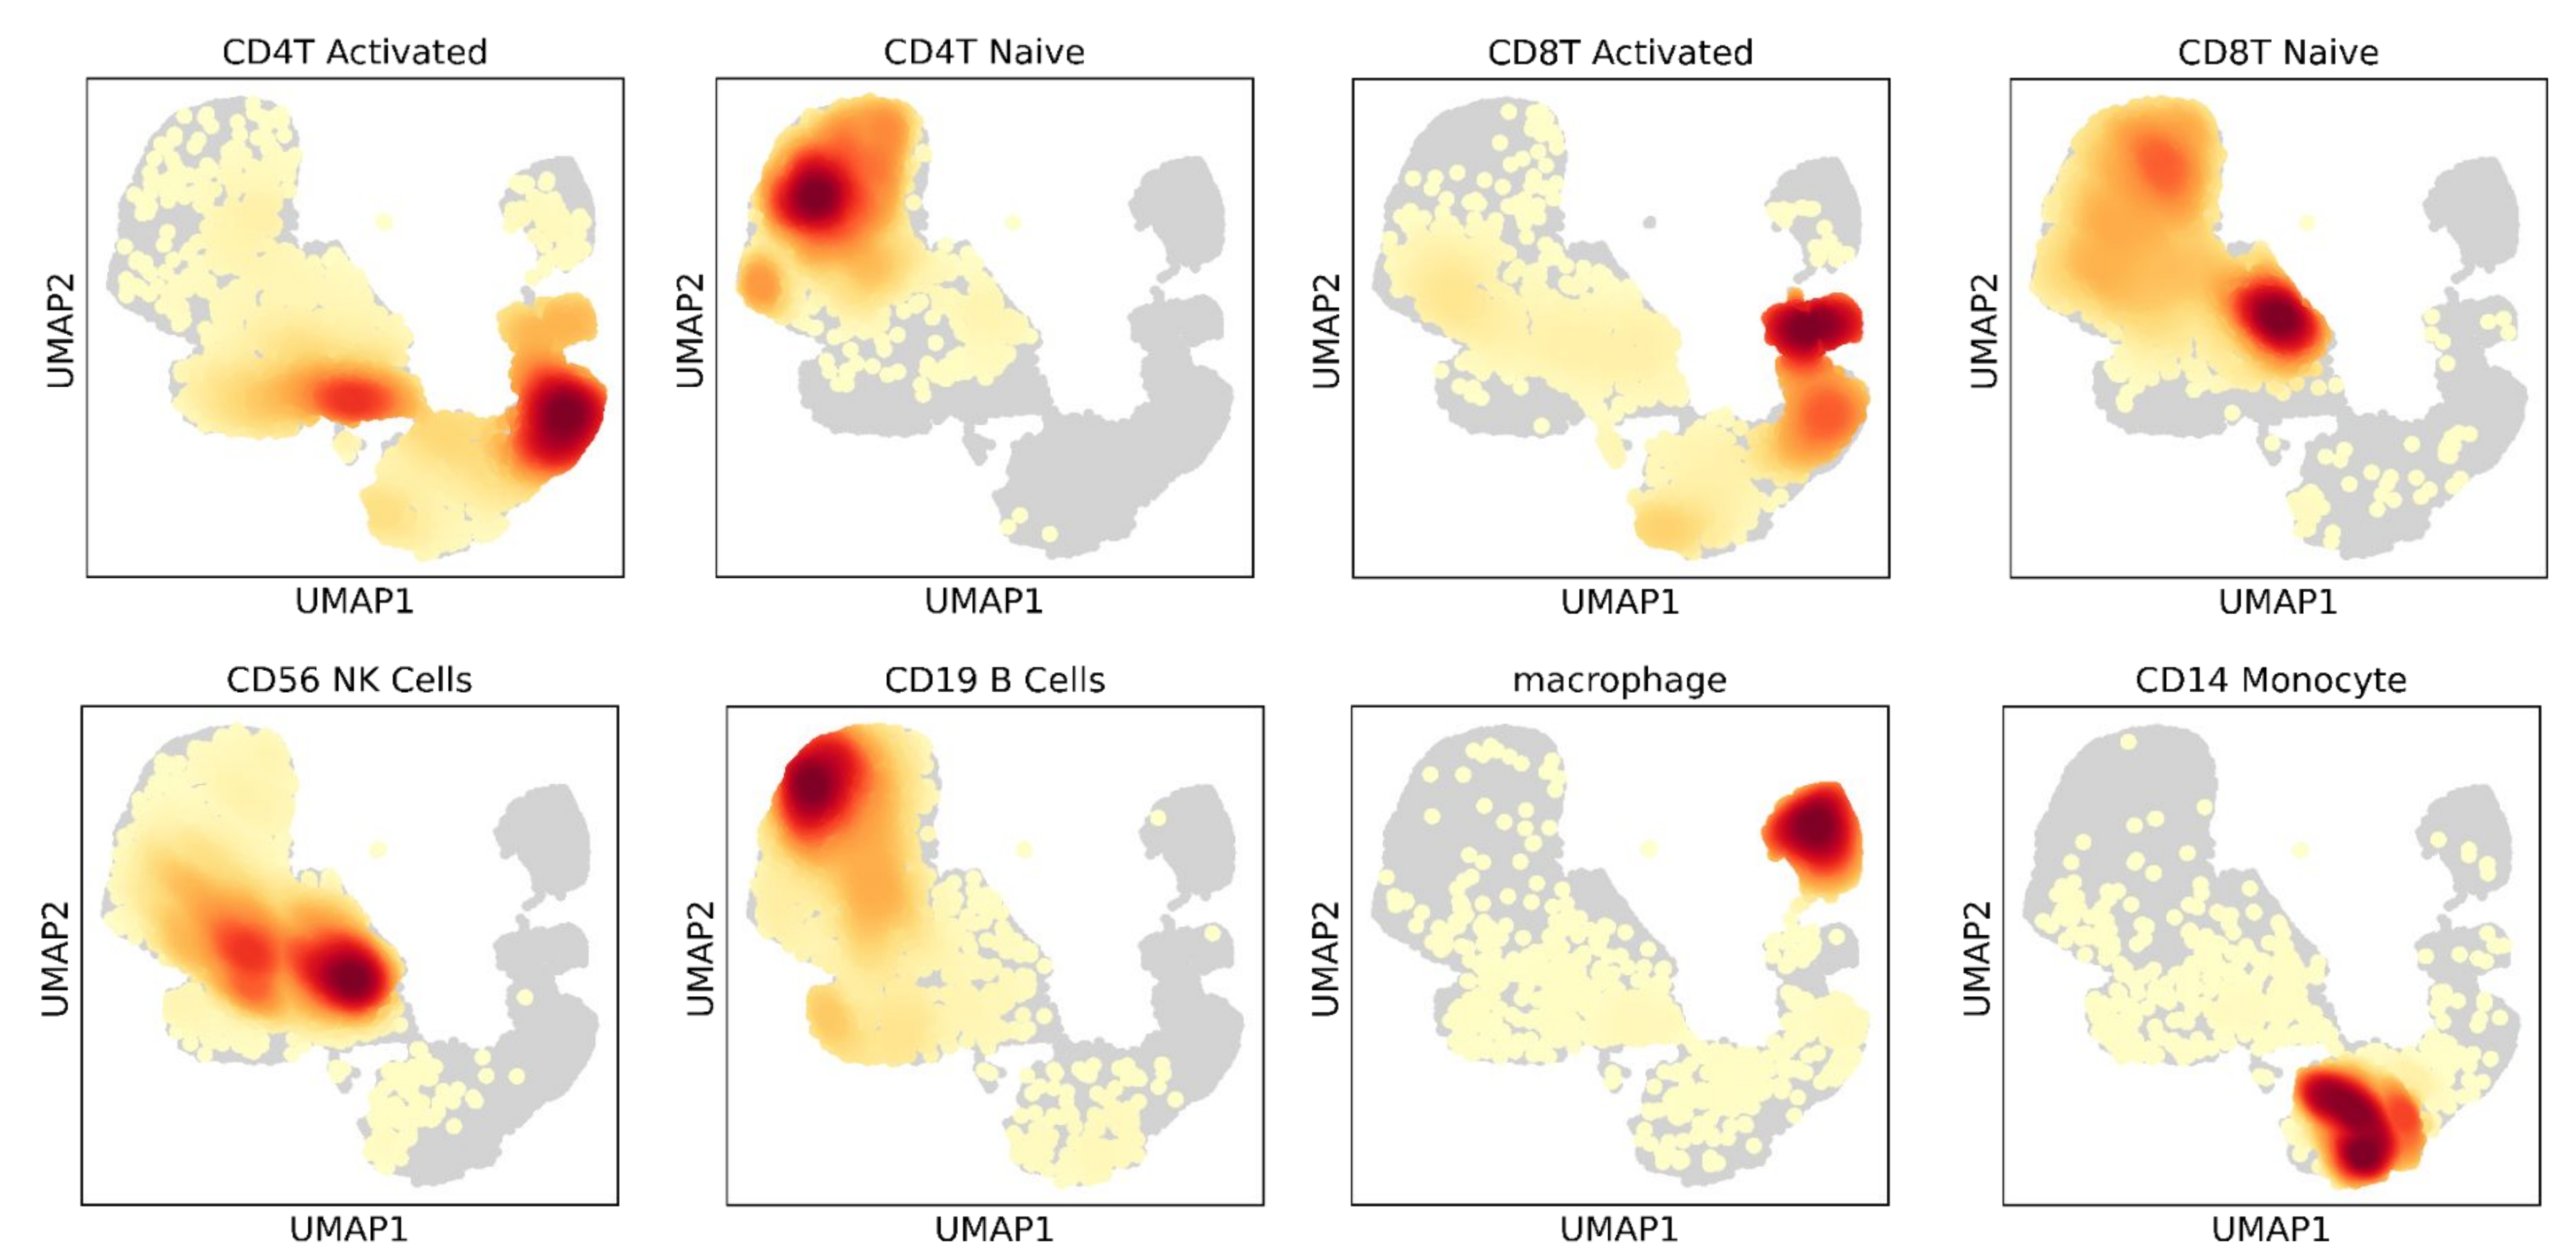 CD4T Activated
CD4T Naive
CD8T Activated
CD8T Naive
UMAP2
UMAP2
UMAP2
UMAP2
UMAP1
UMAP1
UMAP1
UMAP1
CD56 NK Cells
CD19 B Cells
macrophage
CD14 Monocyte
UMAP2
UMAP2
UMAP2
UMAP2
UMAP1
UMAP1
UMAP1
UMAP1